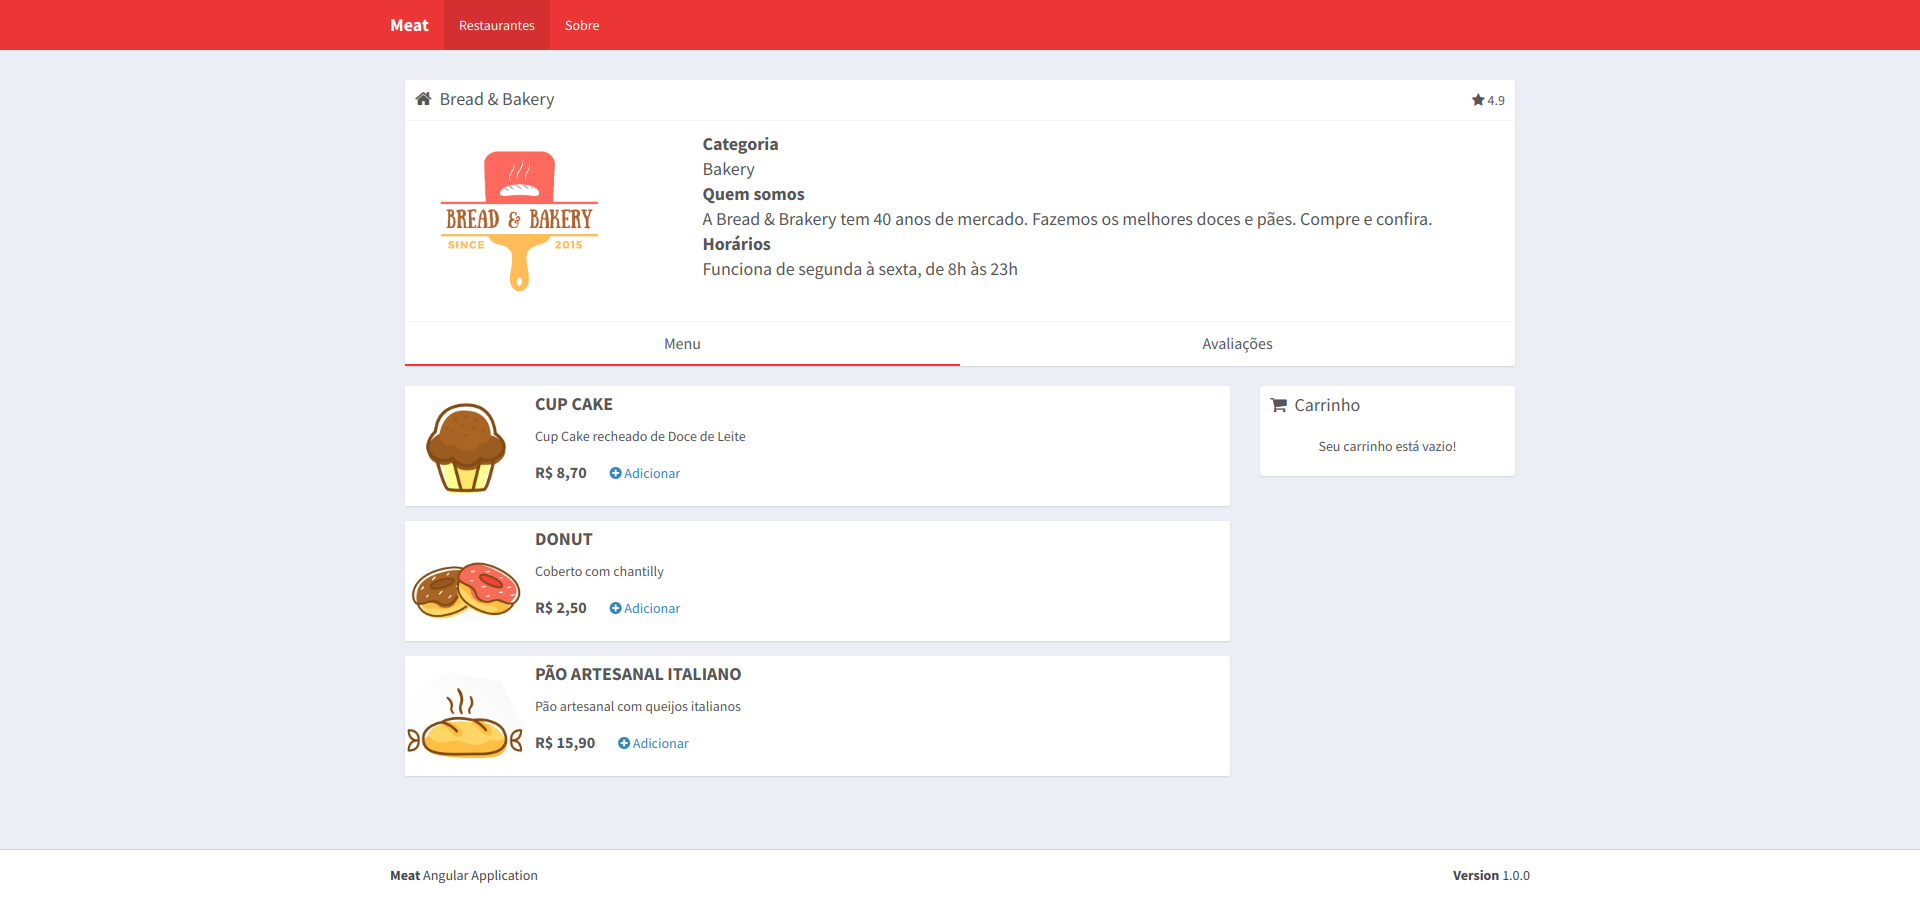 Meat Restaurantes Sobre
Bread & Bakery 4.9
BREAD & BAKERY
SINCE 2015
Categoria
Bakery
Quem somos
A Bread & Brakery tem 40 anos de mercado. Fazemos os melhores doces e pães. Compre e confira.
Horários
Funciona de segunda à sexta, de 8h às 23h
Menu Avaliações
CUP CAKE
Cup Cake recheado de Doce de Leite
R$ 8,70 Adicionar
DONUT
Coberto com chantilly
R$ 2,50 Adicionar
PÃO ARTESANAL ITALIANO
Pão artesanal com queijos italianos
R$ 15,90 Adicionar
Carrinho
Seu carrinho está vazio!
Meat Angular Application Version 1.0.0